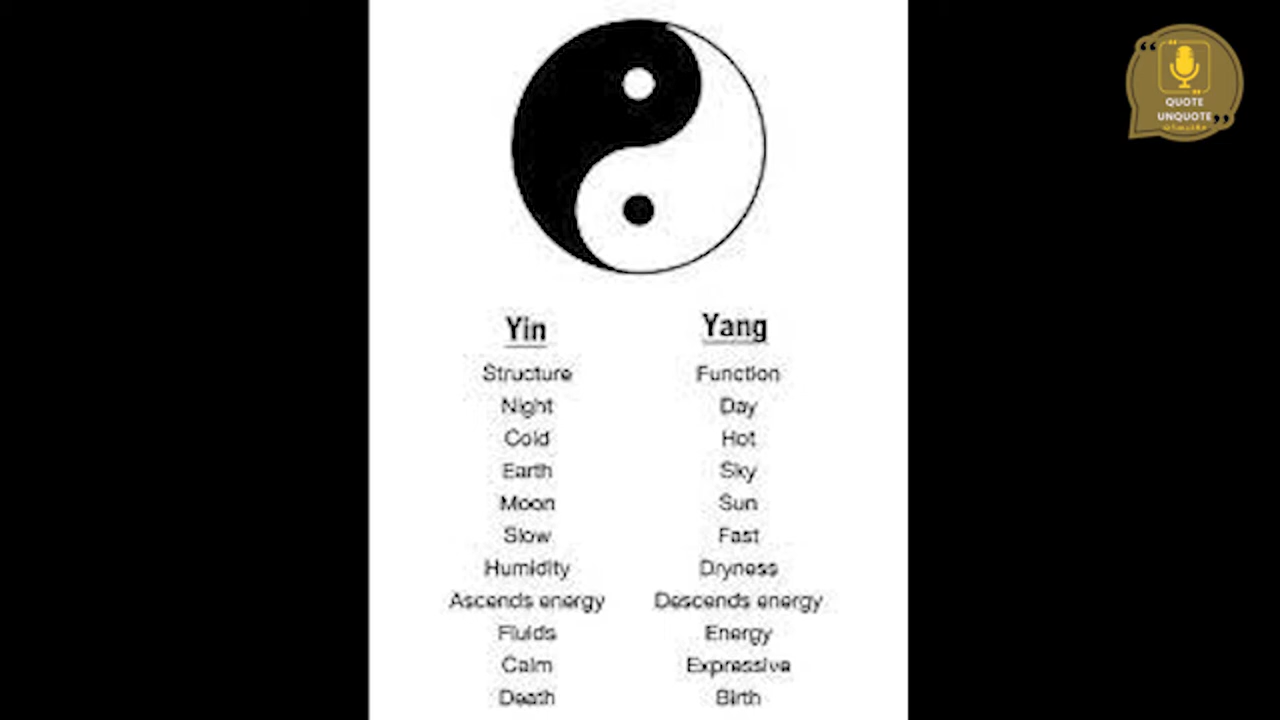 QUOTE
UNQUOTE
Yin Yang
Structure Function
Night Day
Cold Hot
Earth Sky
Moon Sun
Slow Fast
Humidity Dryness
Ascends energy Descends energy
Fluids Energy
Calm Expressive
Death Birth